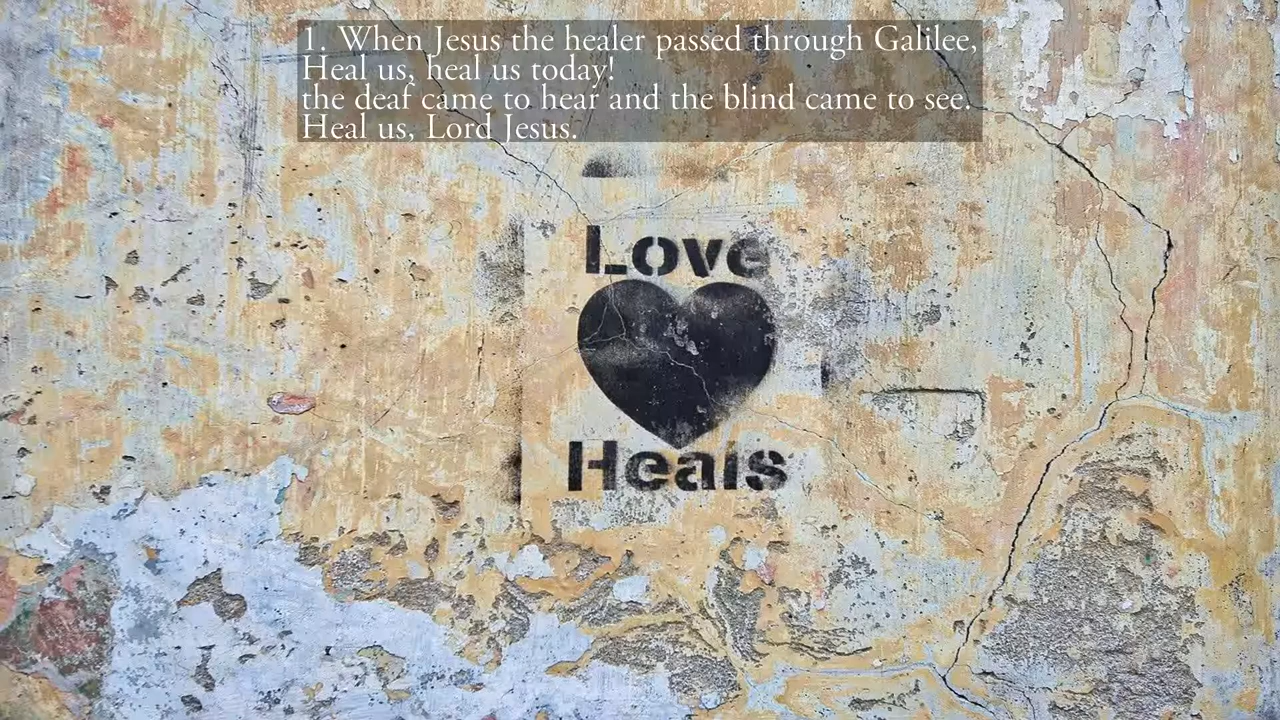 1. When Jesus the healer passed through Galilee,
Heal us, heal us today!
the deaf came to hear and the blind came to see.
Heal us, Lord Jesus.
Love
Heals